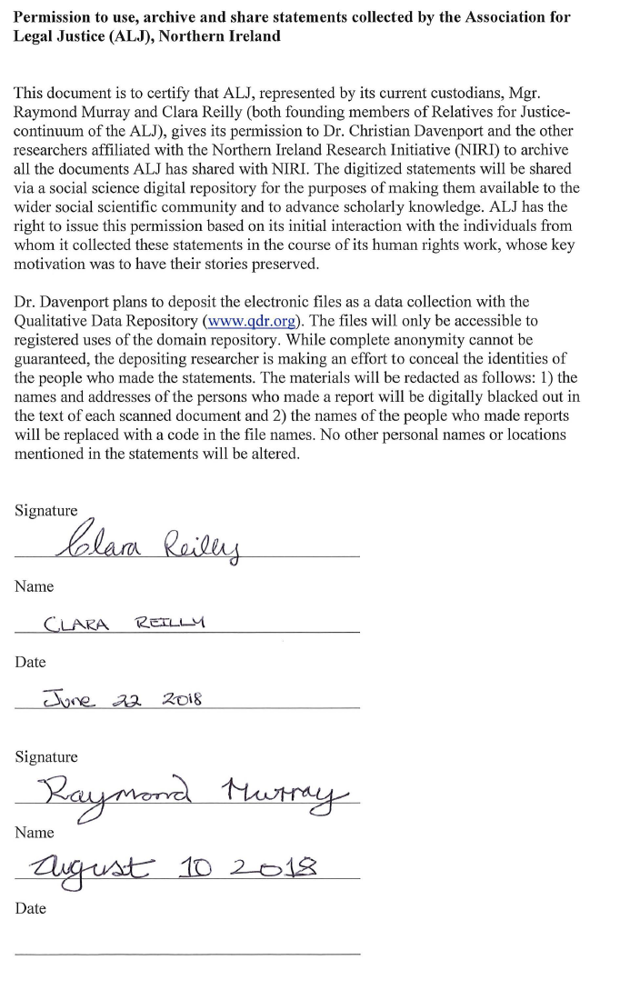 Permission to use, archive and share statements collected by the Association for
Legal Justice (ALJ), Northern Ireland
This document is to certify that ALJ, represented by its current custodians, Mgr.
Raymond Murray and Clara Reilly (both founding members of Relatives for Justice-
continuum of the ALJ), gives its permission to Dr. Christian Davenport and the other
researchers affiliated with the Northern Ireland Research Initiative (NIRI) to archive
all the documents ALJ has shared with NIRI. The digitized statements will be shared
via a social science digital repository for the purposes of making them available to the
wider social scientific community and to advance scholarly knowledge. ALJ has the
right to issue this permission based on its initial interaction with the individuals from
whom it collected these statements in the course of its human rights work, whose key
motivation was to have their stories preserved.
Dr. Davenport plans to deposit the electronic files as a data collection with the
Qualitative Data Repository (www.qdr.org). The files will only be accessible to
registered uses of the domain repository. While complete anonymity cannot be
guaranteed, the depositing researcher is making an effort to conceal the identities of
the people who made the statements. The materials will be redacted as follows: 1) the
names and addresses of the persons who made a report will be digitally blacked out in
the text of each scanned document and 2) the names of the people who made reports
will be replaced with a code in the file names. No other personal names or locations
mentioned in the statements will be altered.
Signature
Clara Reilly
Name
CLARA REILLY
Date
June 22 2018
Signature
Raymond Murray
Name
August 10 2018
Date